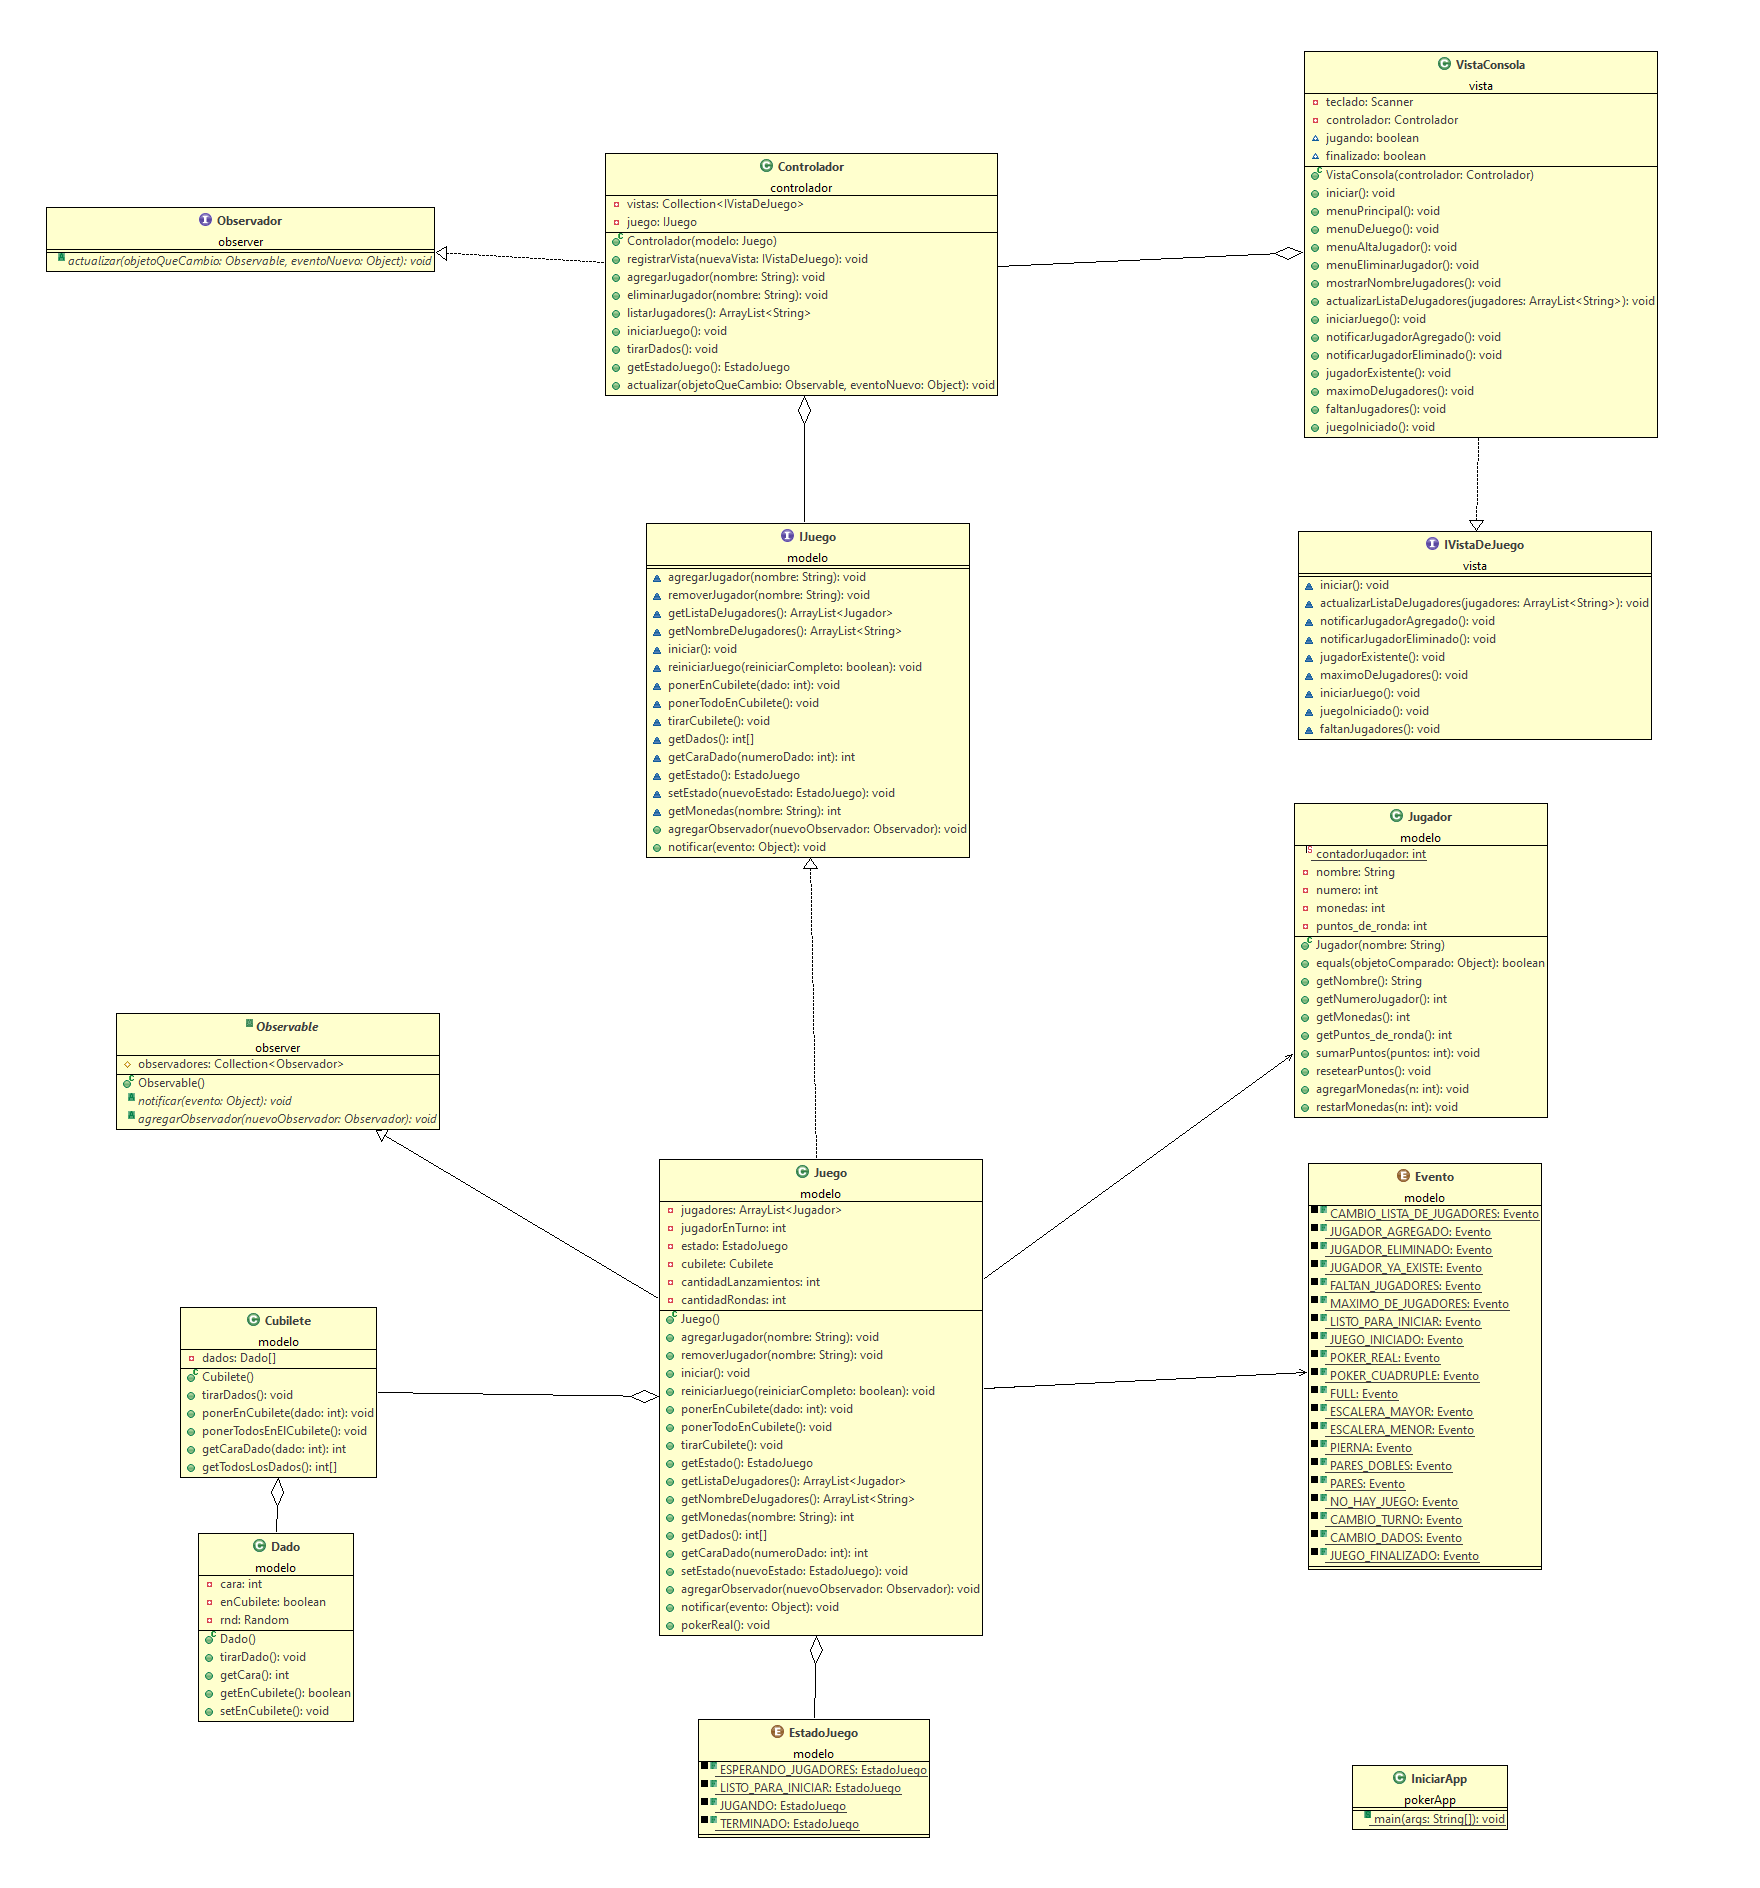 VistaConsola
vista
teclado: Scanner
controlador: Controlador
jugando: boolean
finalizado: boolean
VistaConsola(controlador: Controlador)
iniciar(): void
menuPrincipal(): void
menuDeJuego(): void
menuAltaJugador(): void
menuEliminarJugador(): void
mostrarNombreJugadores(): void
actualizarListaDeJugadores(jugadores: ArrayList<String>): void
iniciarJuego(): void
notificarJugadorAgregado(): void
notificarJugadorEliminado(): void
jugadorExistente(): void
maximoDeJugadores(): void
faltanJugadores(): void
juegoIniciado(): void
Controlador
controlador
vistas: Collection<IVistaDeJuego>
juego: IJuego
Controlador(modelo: Juego)
registrarVista(nuevaVista: IVistaDeJuego): void
agregarJugador(nombre: String): void
eliminarJugador(nombre: String): void
listarJugadores(): ArrayList<String>
iniciarJuego(): void
tirarDados(): void
getEstadoJuego(): EstadoJuego
actualizar(objetoQueCambio: Observable, eventoNuevo: Object): void
Observador
observer
actualizar(objetoQueCambio: Observable, eventoNuevo: Object): void
IJuego
modelo
agregarJugador(nombre: String): void
removerJugador(nombre: String): void
getListaDeJugadores(): ArrayList<Jugador>
getNombreDeJugadores(): ArrayList<String>
iniciar(): void
reiniciarJuego(reiniciarCompleto: boolean): void
ponerEnCubilete(dado: int): void
ponerTodoEnCubilete(): void
tirarCubilete(): void
getDados(): int[]
getCaraDado(numeroDado: int): int
getEstado(): EstadoJuego
setEstado(nuevoEstado: EstadoJuego): void
getMonedas(nombre: String): int
agregarObservador(nuevoObservador: Observador): void
notificar(evento: Object): void
IVistaDeJuego
vista
iniciar(): void
actualizarListaDeJugadores(jugadores: ArrayList<String>): void
notificarJugadorAgregado(): void
notificarJugadorEliminado(): void
jugadorExistente(): void
maximoDeJugadores(): void
iniciarJuego(): void
juegoIniciado(): void
faltanJugadores(): void
Jugador
modelo
contadorJugador: int
nombre: String
numero: int
monedas: int
puntos_de_ronda: int
Jugador(nombre: String)
equals(objetoComparado: Object): boolean
getNombre(): String
getNumeroJugador(): int
getMonedas(): int
getPuntos_de_ronda(): int
sumarPuntos(puntos: int): void
resetearPuntos(): void
agregarMonedas(n: int): void
restarMonedas(n: int): void
Observable
observer
observadores: Collection<Observador>
Observable()
notificar(evento: Object): void
agregarObservador(nuevoObservador: Observador): void
Juego
modelo
jugadores: ArrayList<Jugador>
jugadorEnTurno: int
estado: EstadoJuego
cubilete: Cubilete
cantidadLanzamientos: int
cantidadRondas: int
Juego()
agregarJugador(nombre: String): void
removerJugador(nombre: String): void
iniciar(): void
reiniciarJuego(reiniciarCompleto: boolean): void
ponerEnCubilete(dado: int): void
ponerTodoEnCubilete(): void
tirarCubilete(): void
getEstado(): EstadoJuego
getListaDeJugadores(): ArrayList<Jugador>
getNombreDeJugadores(): ArrayList<String>
getMonedas(nombre: String): int
getDados(): int[]
getCaraDado(numeroDado: int): int
setEstado(nuevoEstado: EstadoJuego): void
agregarObservador(nuevoObservador: Observador): void
notificar(evento: Object): void
pokerReal(): void
Evento
modelo
CAMBIO_LISTA_DE_JUGADORES: Evento
JUGADOR_AGREGADO: Evento
JUGADOR_ELIMINADO: Evento
JUGADOR_YA_EXISTE: Evento
FALTAN_JUGADORES: Evento
MAXIMO_DE_JUGADORES: Evento
LISTO_PARA_INICIAR: Evento
JUEGO_INICIADO: Evento
POKER_REAL: Evento
POKER_CUADRUPLE: Evento
FULL: Evento
ESCALERA_MAYOR: Evento
ESCALERA_MENOR: Evento
PIERNA: Evento
PARES_DOBLES: Evento
PARES: Evento
NO_HAY_JUEGO: Evento
CAMBIO_TURNO: Evento
CAMBIO_DADOS: Evento
JUEGO_FINALIZADO: Evento
Cubilete
modelo
dados: Dado[]
Cubilete()
tirarDados(): void
ponerEnCubilete(dado: int): void
ponerTodosEnElCubilete(): void
getCaraDado(dado: int): int
getTodosLosDados(): int[]
Dado
modelo
cara: int
enCubilete: boolean
rnd: Random
Dado()
tirarDado(): void
getCara(): int
getEnCubilete(): boolean
setEnCubilete(): void
EstadoJuego
modelo
ESPERANDO_JUGADORES: EstadoJuego
LISTO_PARA_INICIAR: EstadoJuego
JUGANDO: EstadoJuego
TERMINADO: EstadoJuego
IniciarApp
pokerApp
main(args: String[]): void